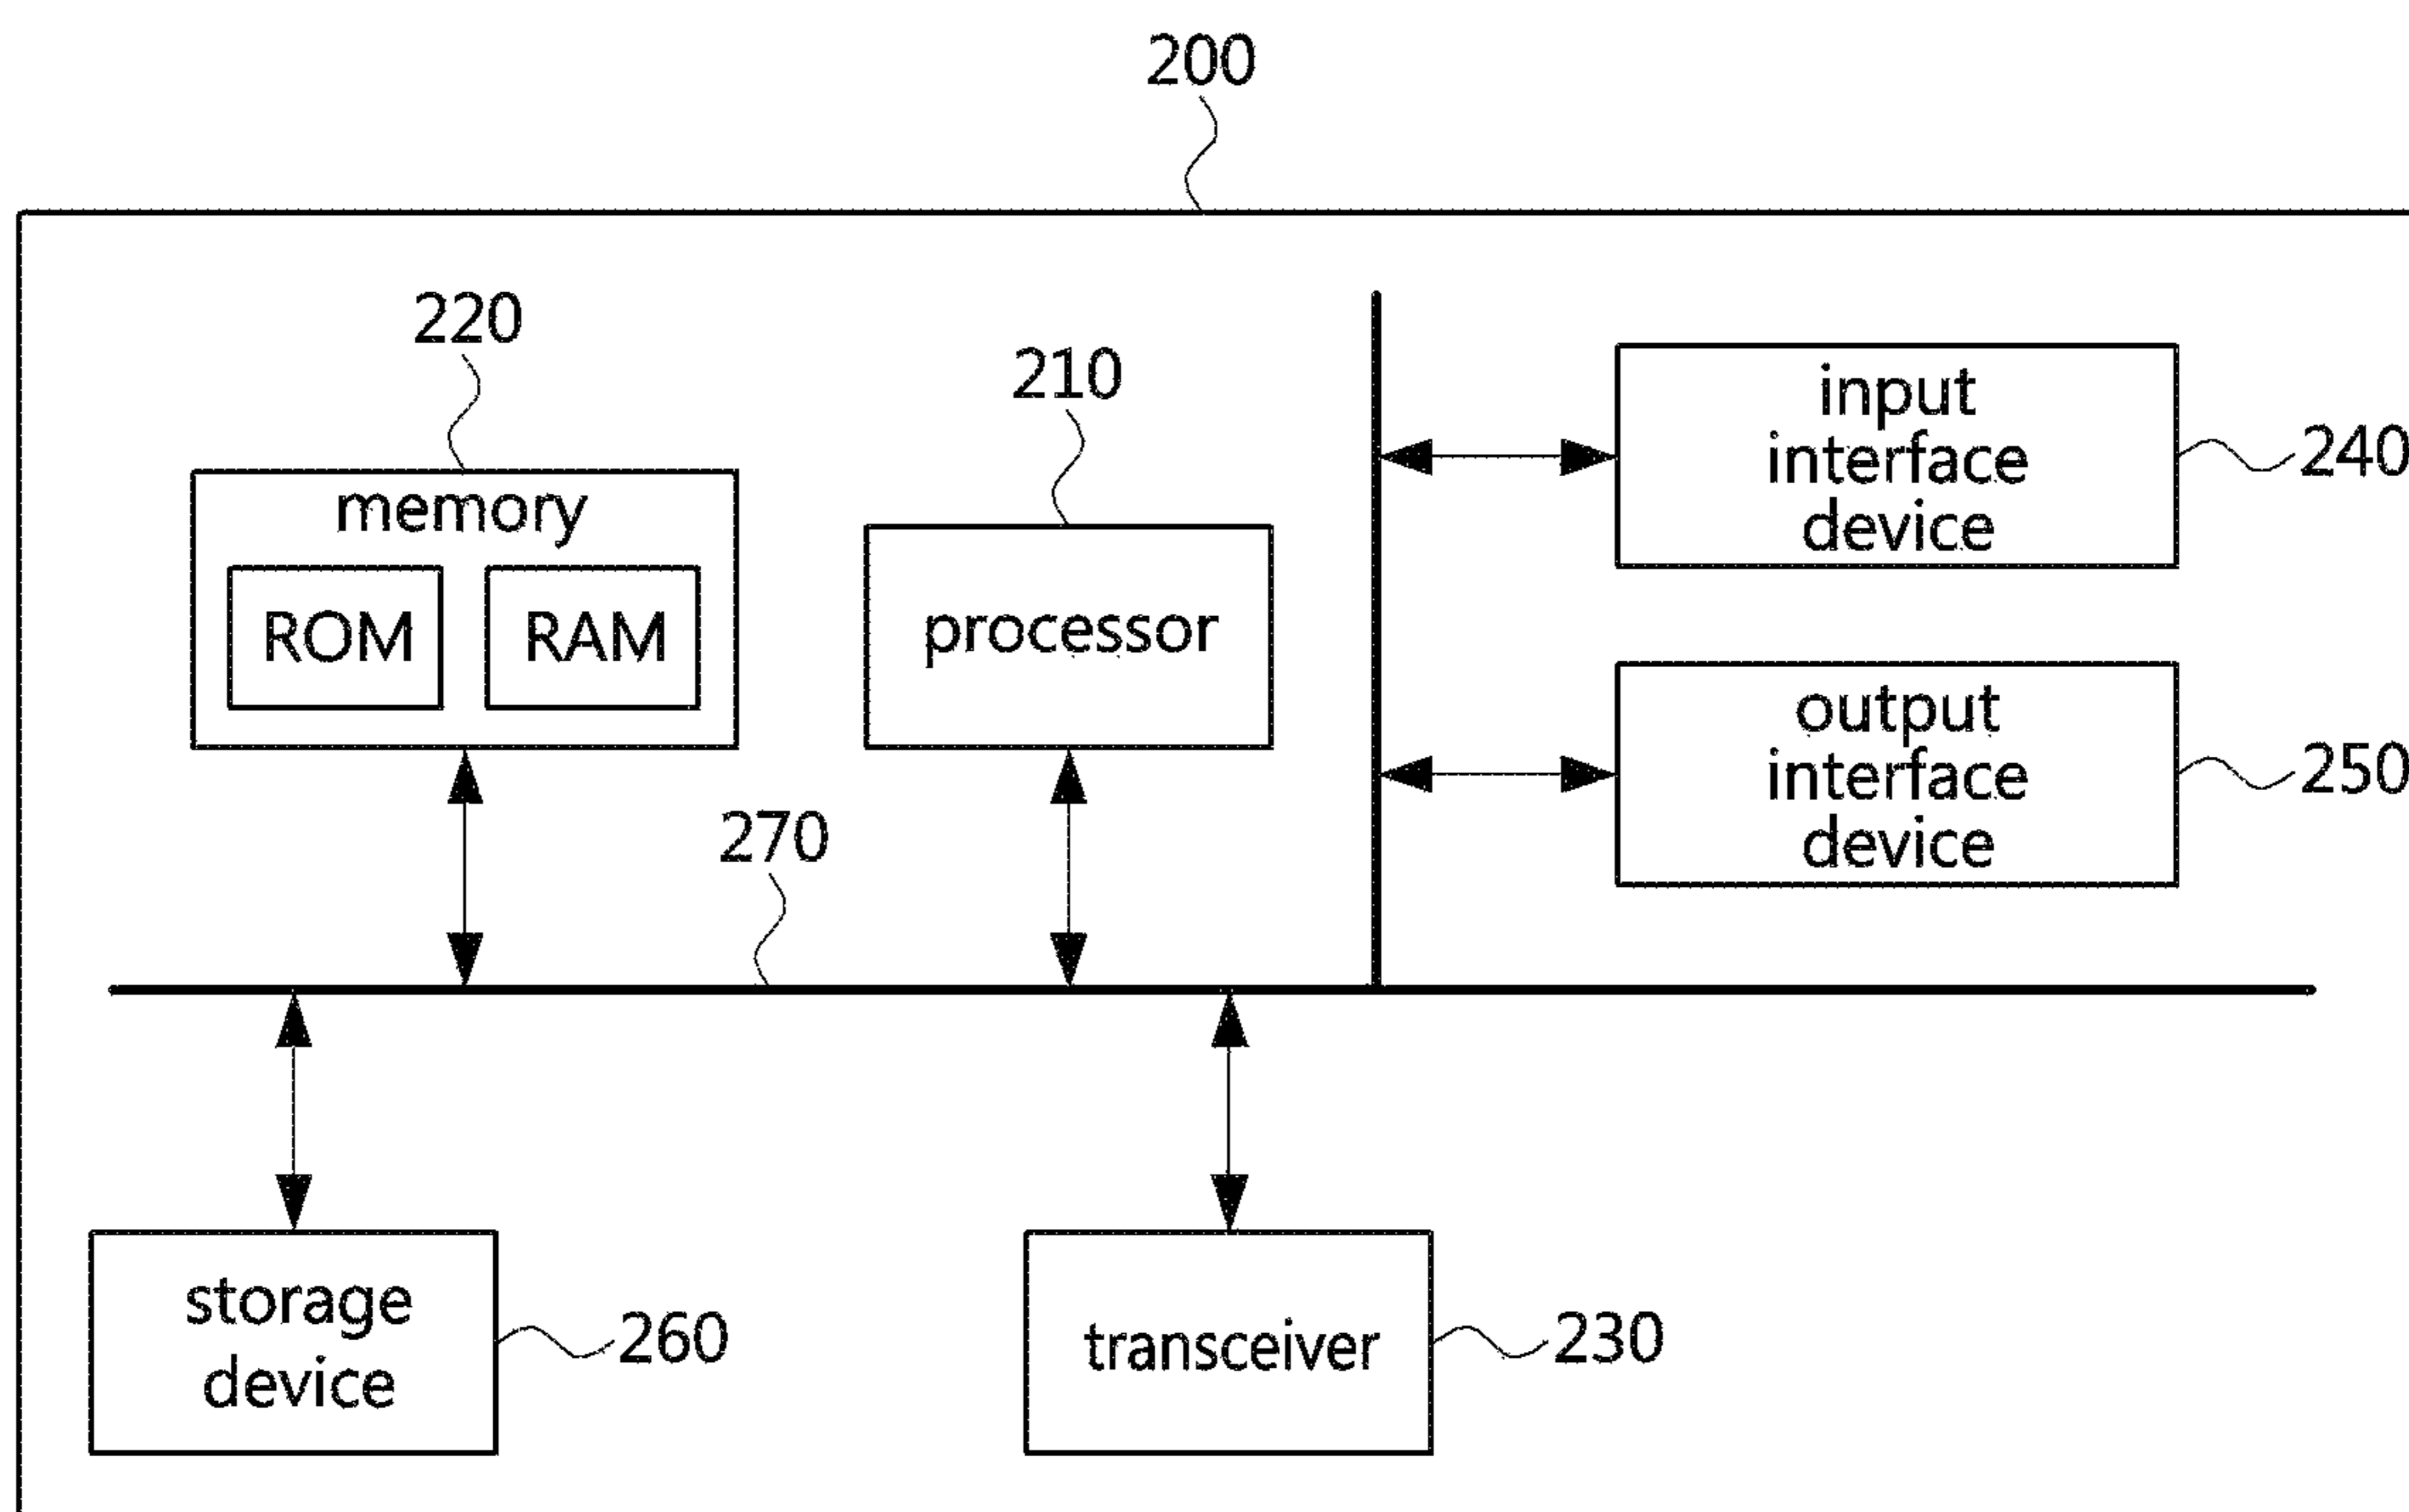 200
220
210
memory
ROM
RAM
processor
input
interface
device
240
output
interface
device
250
270
storage
device
260
transceiver
230